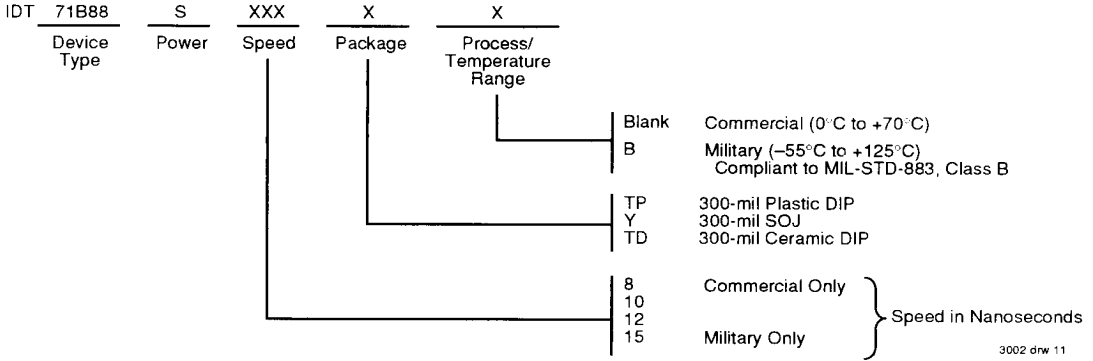 IDT 71B88 S XXX X X
Device Type
Power
Speed
Package
Process/
Temperature
Range
Blank Commercial (0°C to +70°C)
B Military (–55°C to +125°C)
Compliant to MIL-STD-883, Class B
TP 300-mil Plastic DIP
Y 300-mil SOJ
TD 300-mil Ceramic DIP
8 Commercial Only
10
12
15 Military Only
Speed in Nanoseconds
3002 drw 11